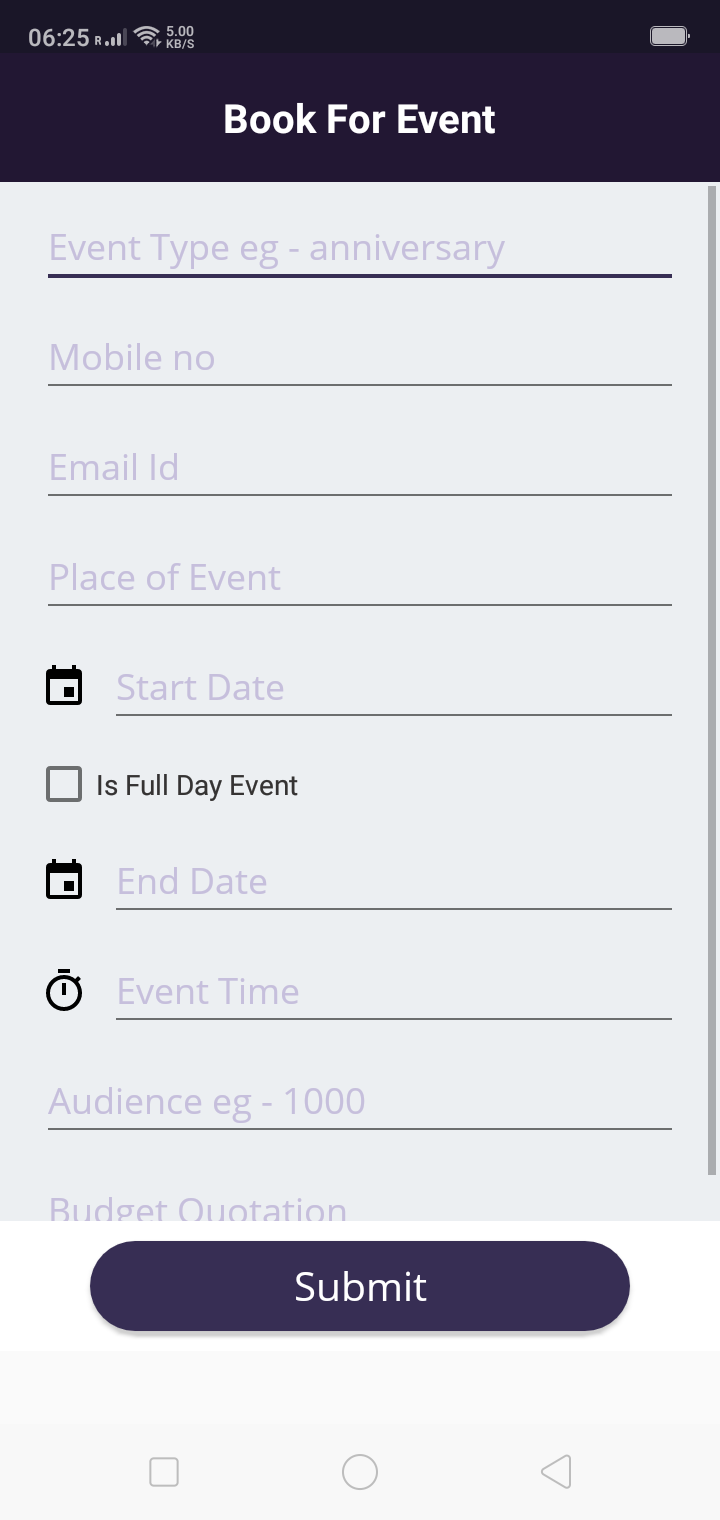 06:25 R 5.00 KB/S
Book For Event
Event Type eg - anniversary
Mobile no
Email Id
Place of Event
Start Date
Is Full Day Event
End Date
Event Time
Audience eg - 1000
Budget Quotation
Submit